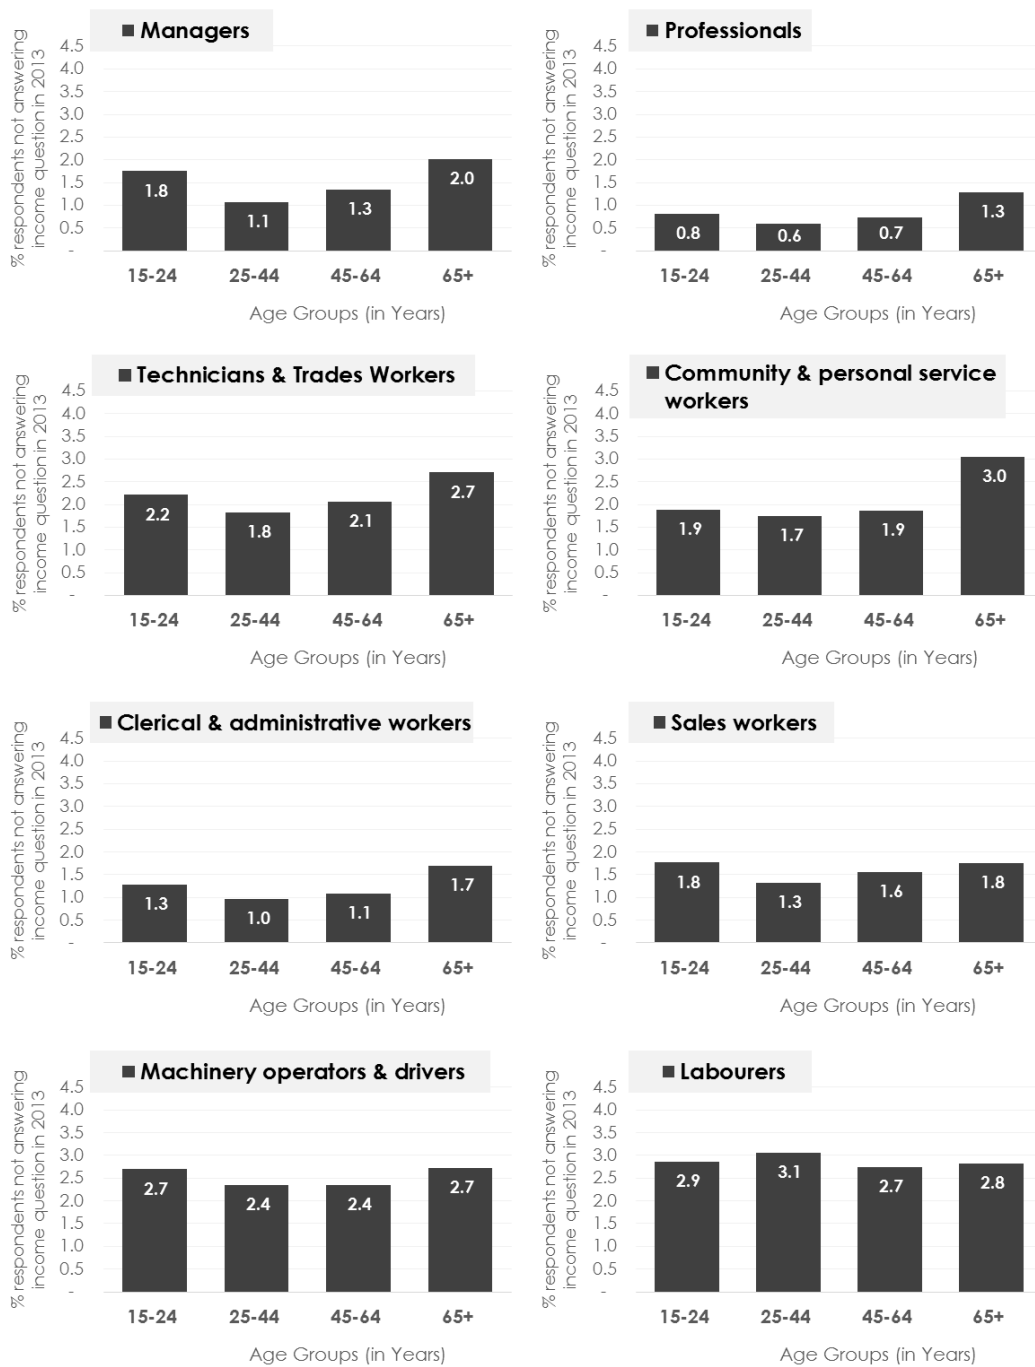 Managers
% respondents not answering
income question in 2013
4.5
4.0
3.5
3.0
2.5
2.0
1.5
1.0
0.5
-
1.8
1.1
1.3
2.0
15-24 25-44 45-64 65+
Age Groups (in Years)
Professionals
% respondents not answering
income question in 2013
4.5
4.0
3.5
3.0
2.5
2.0
1.5
1.0
0.5
-
0.8
0.6
0.7
1.3
15-24 25-44 45-64 65+
Age Groups (in Years)
Technicians & Trades Workers
% respondents not answering
income question in 2013
4.5
4.0
3.5
3.0
2.5
2.0
1.5
1.0
0.5
-
2.2
1.8
2.1
2.7
15-24 25-44 45-64 65+
Age Groups (in Years)
Community & personal service
workers
% respondents not answering
income question in 2013
4.5
4.0
3.5
3.0
2.5
2.0
1.5
1.0
0.5
-
1.9
1.7
1.9
3.0
15-24 25-44 45-64 65+
Age Groups (in Years)
Clerical & administrative workers
% respondents not answering
income question in 2013
4.5
4.0
3.5
3.0
2.5
2.0
1.5
1.0
0.5
-
1.3
1.0
1.1
1.7
15-24 25-44 45-64 65+
Age Groups (in Years)
Sales workers
% respondents not answering
income question in 2013
4.5
4.0
3.5
3.0
2.5
2.0
1.5
1.0
0.5
-
1.8
1.3
1.6
1.8
15-24 25-44 45-64 65+
Age Groups (in Years)
Machinery operators & drivers
% respondents not answering
income question in 2013
4.5
4.0
3.5
3.0
2.5
2.0
1.5
1.0
0.5
-
2.7
2.4
2.4
2.7
15-24 25-44 45-64 65+
Age Groups (in Years)
Labourers
% respondents not answering
income question in 2013
4.5
4.0
3.5
3.0
2.5
2.0
1.5
1.0
0.5
-
2.9
3.1
2.7
2.8
15-24 25-44 45-64 65+
Age Groups (in Years)